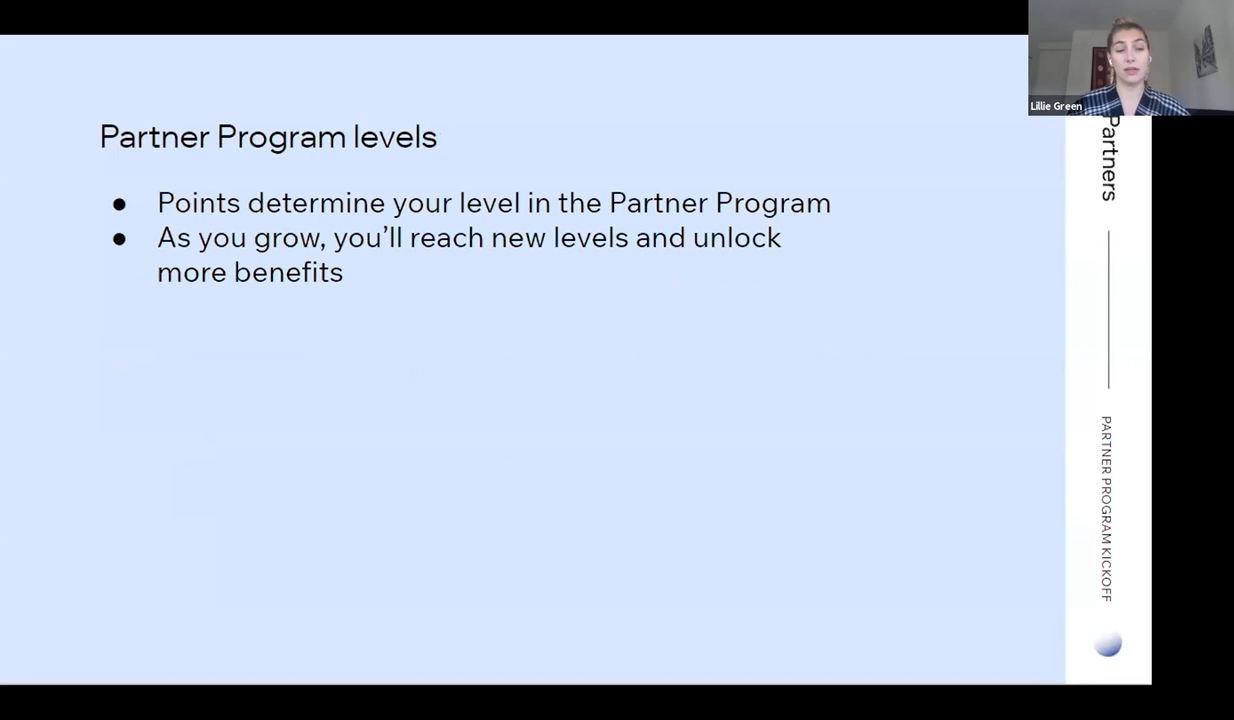 Partner Program levels
● Points determine your level in the Partner Program
● As you grow, you’ll reach new levels and unlock
more benefits
Lillie Green
Partners
PARTNER PROGRAM KICKOFF